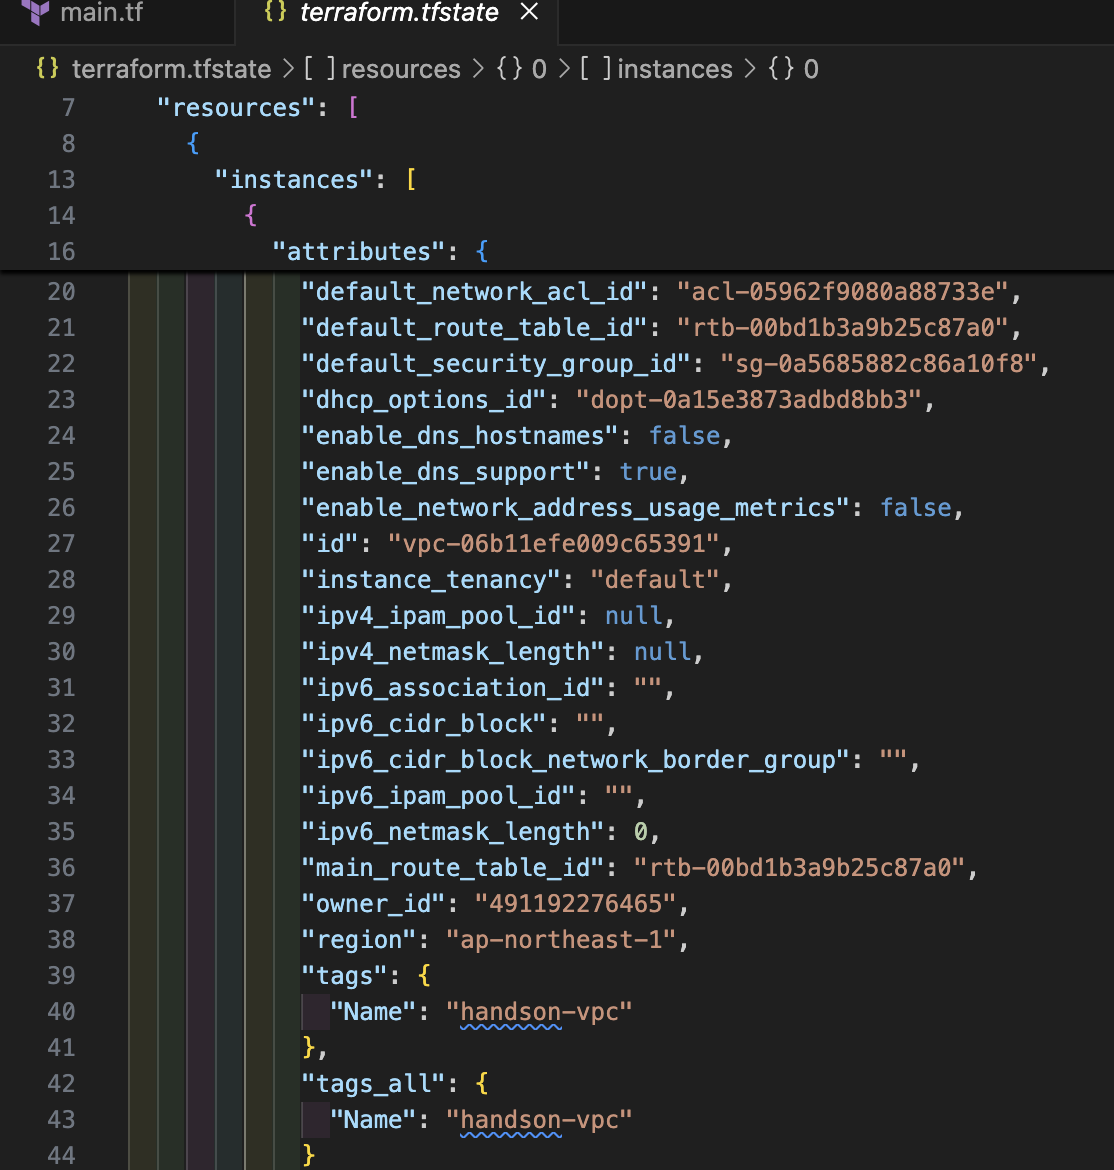 main.tf
{} terraform.tfstate ×
{} terraform.tfstate > [ ] resources > {} 0 > [ ] instances > {} 0
7 "resources": [
8 {
13 "instances": [
14 {
16 "attributes": {
20 "default_network_acl_id": "acl-05962f9080a88733e",
21 "default_route_table_id": "rtb-00bd1b3a9b25c87a0",
22 "default_security_group_id": "sg-0a5685882c86a10f8",
23 "dhcp_options_id": "dopt-0a15e3873adbd8bb3",
24 "enable_dns_hostnames": false,
25 "enable_dns_support": true,
26 "enable_network_address_usage_metrics": false,
27 "id": "vpc-06b11efe009c65391",
28 "instance_tenancy": "default",
29 "ipv4_ipam_pool_id": null,
30 "ipv4_netmask_length": null,
31 "ipv6_association_id": "",
32 "ipv6_cidr_block": "",
33 "ipv6_cidr_block_network_border_group": "",
34 "ipv6_ipam_pool_id": "",
35 "ipv6_netmask_length": 0,
36 "main_route_table_id": "rtb-00bd1b3a9b25c87a0",
37 "owner_id": "491192276465",
38 "region": "ap-northeast-1",
39 "tags": {
40 "Name": "handson-vpc"
41 },
42 "tags_all": {
43 "Name": "handson-vpc"
44 }